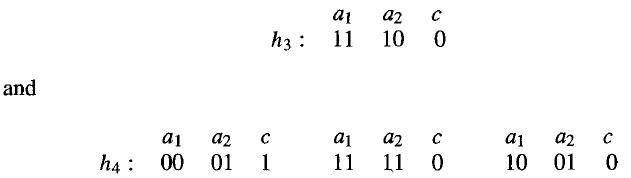 a1 a2 c
h3 : 11 10 0
and
a1 a2 c a1 a2 c a1 a2 c
h4 : 00 01 1 11 11 0 10 01 0